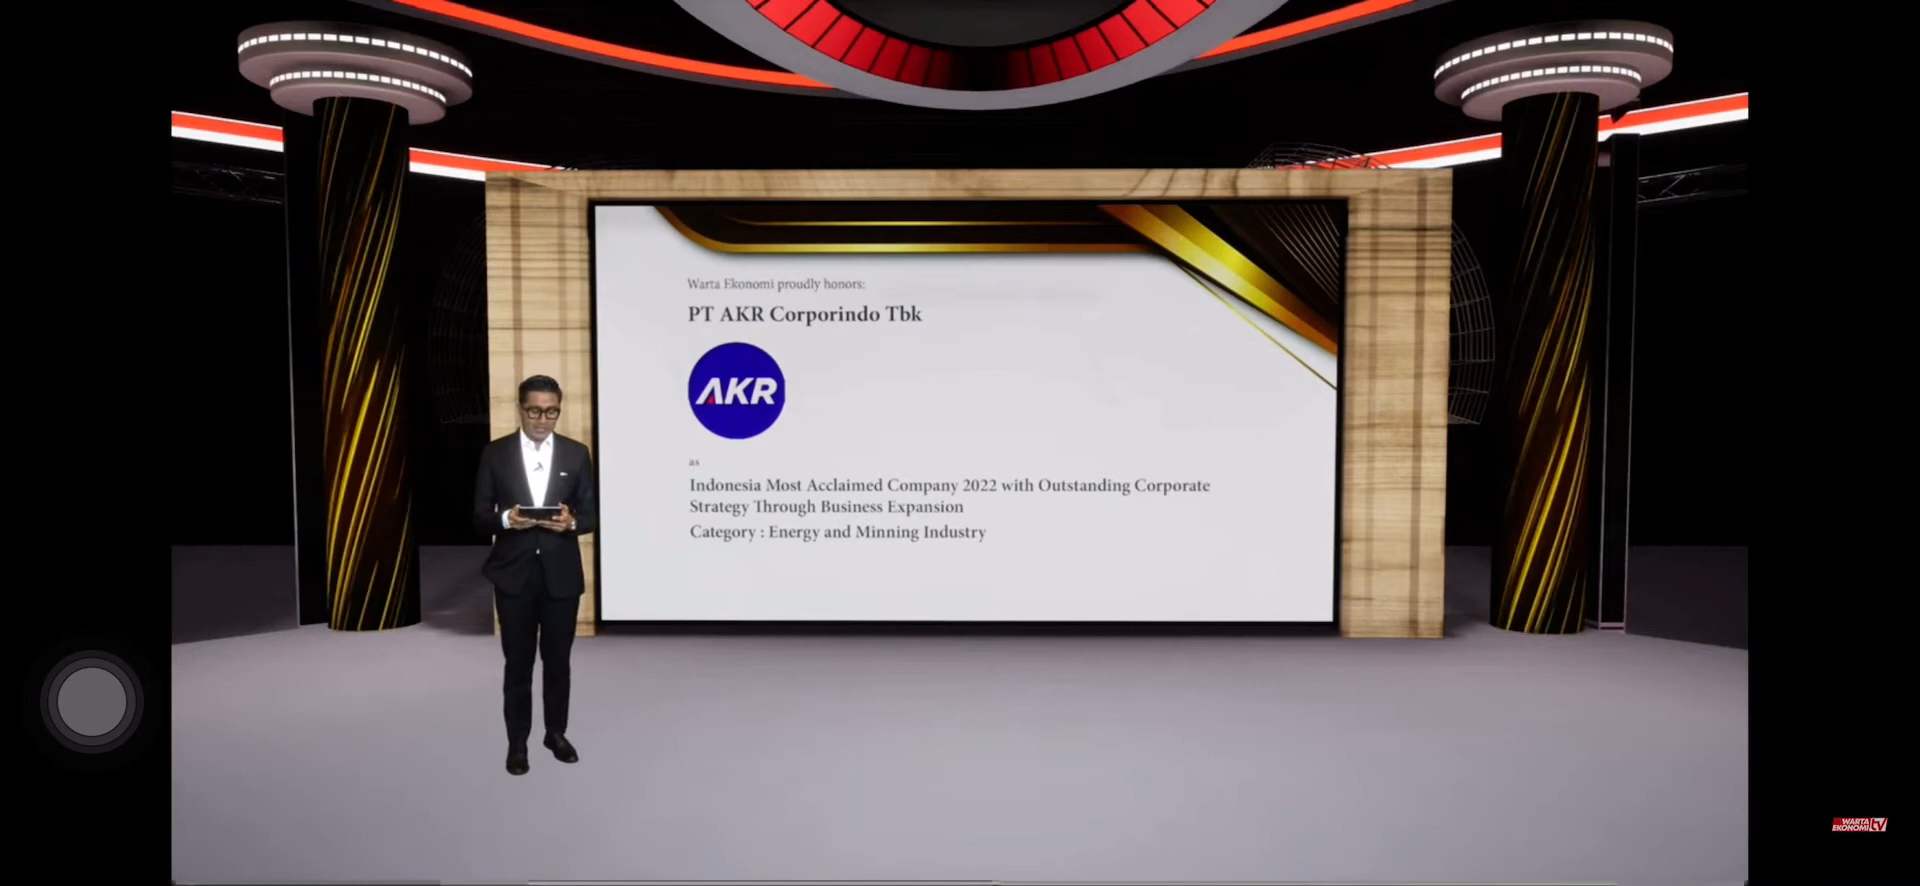 Warta Ekonomi proudly honors:
PT AKR Corporindo Tbk
AKR
as
Indonesia Most Acclaimed Company 2022 with Outstanding Corporate
Strategy Through Business Expansion
Category : Energy and Minning Industry
WARTA
EKONOMI tv